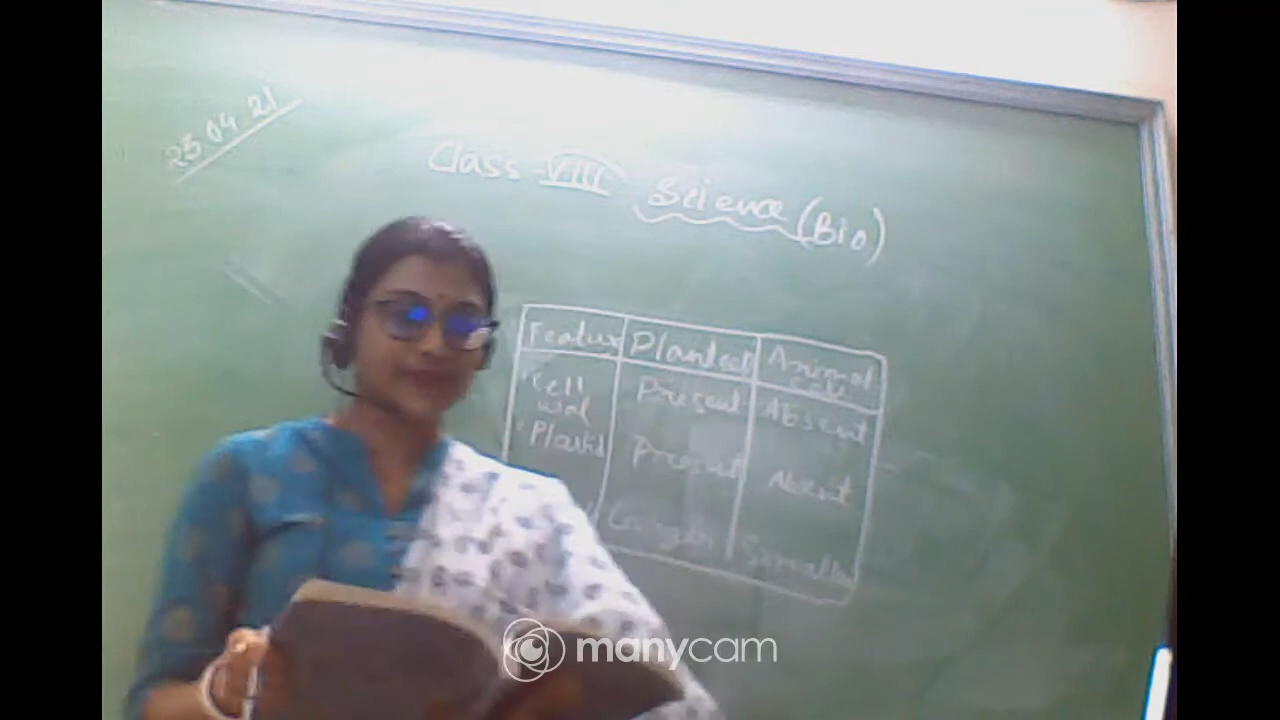 23.04.21
Class-VIII Science (Bio)
Feature Plant cell Animal cell
Cell wall Present Absent
Plastid Present Absent
Smaller
manycam